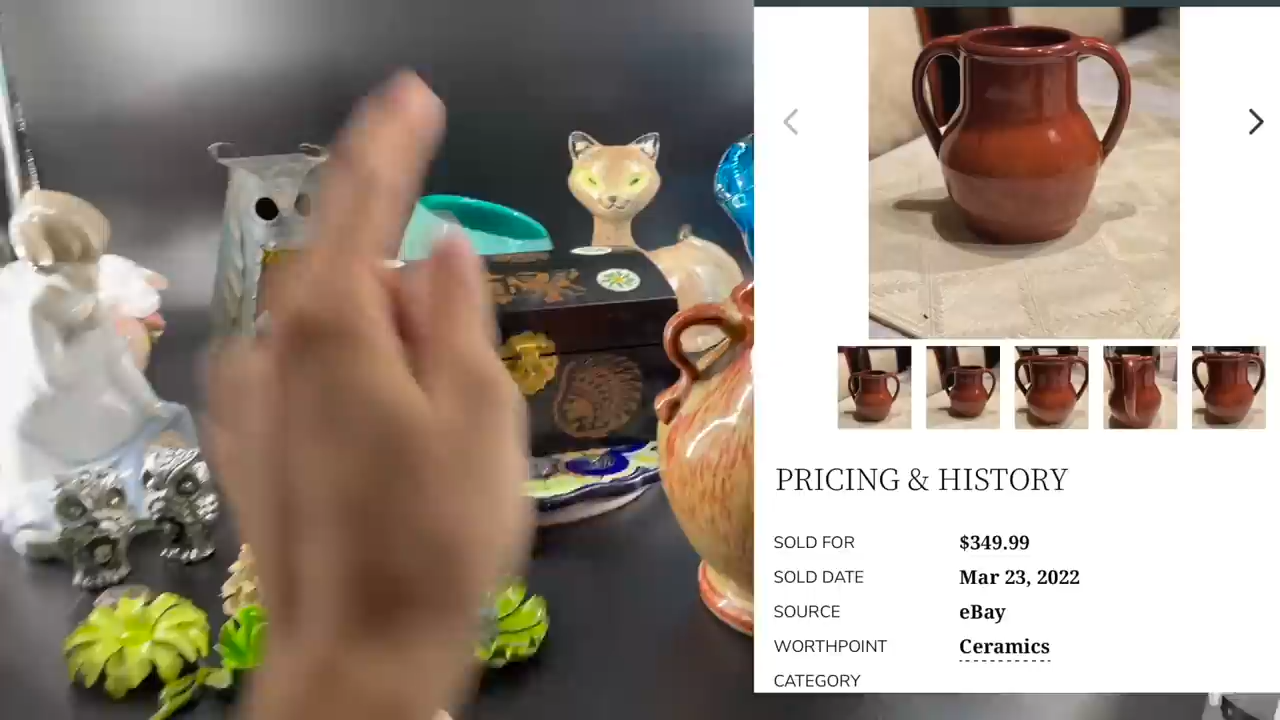 PRICING & HISTORY
SOLD FOR $349.99
SOLD DATE Mar 23, 2022
SOURCE eBay
WORTHPOINT Ceramics
CATEGORY